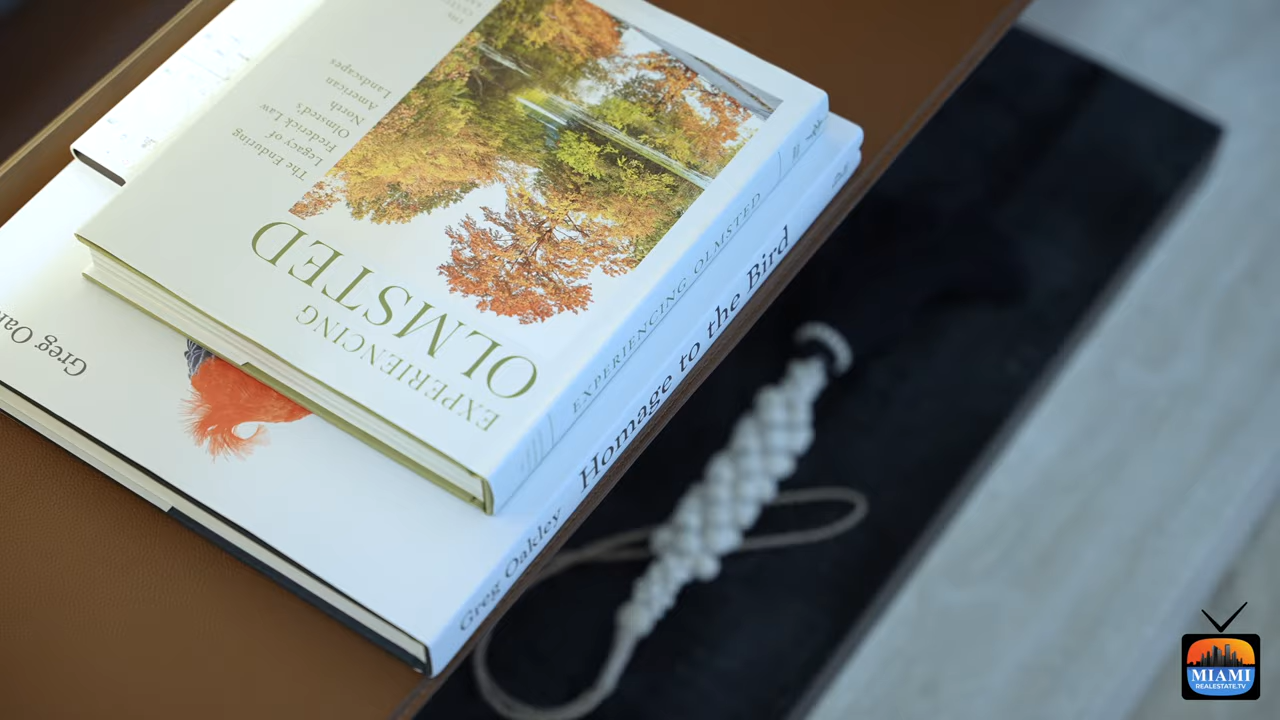 EXPERIENCING
OLMSTED
The Enduring
Legacy of
Frederick Law
Olmsted's
North
American
Landscapes
EXPERIENCING OLMSTED
Greg Oakley
Homage to the Bird
Greg Oak
MIAMI
REALESTATE.TV